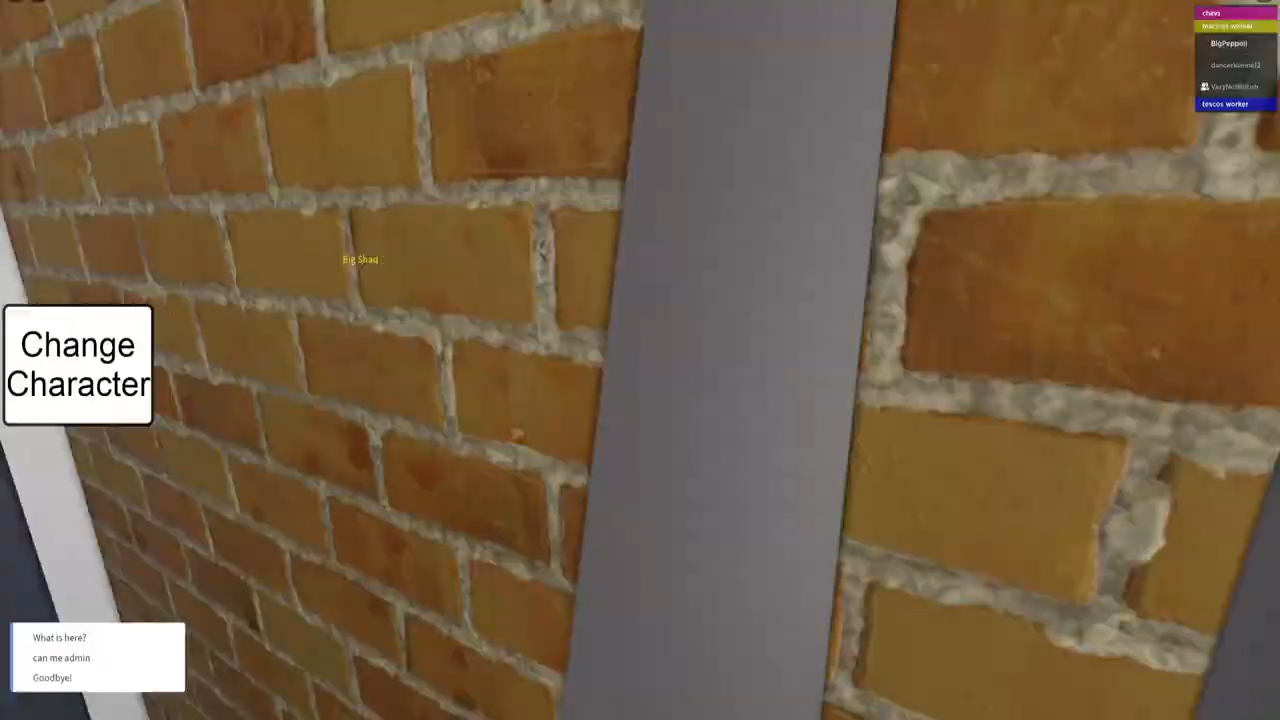 chavs
BigPeppoli
tescos worker
Big Shaq
Change
Character
What is here?
can me admin
Goodbye!